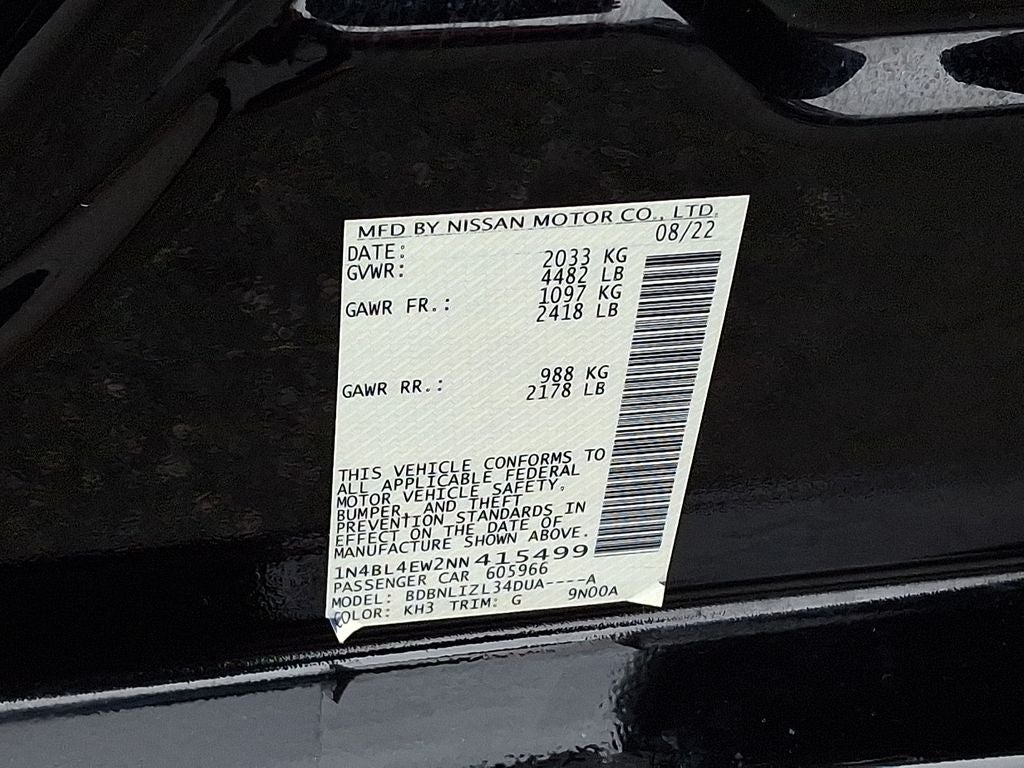 MFD BY NISSAN MOTOR CO., LTD.
DATE: 08/22
GVWR: 2033 KG
4482 LB
GAWR FR.: 1097 KG
2418 LB
GAWR RR.: 988 KG
2178 LB
THIS VEHICLE CONFORMS TO
ALL APPLICABLE FEDERAL
MOTOR VEHICLE SAFETY,
BUMPER, AND THEFT
PREVENTION STANDARDS IN
EFFECT ON THE DATE OF
MANUFACTURE SHOWN ABOVE.
1N4BL4EW2NN415499
PASSENGER CAR 605966
MODEL: BDBNLIZL34DUA----A
COLOR: KH3 TRIM: G 9N00A